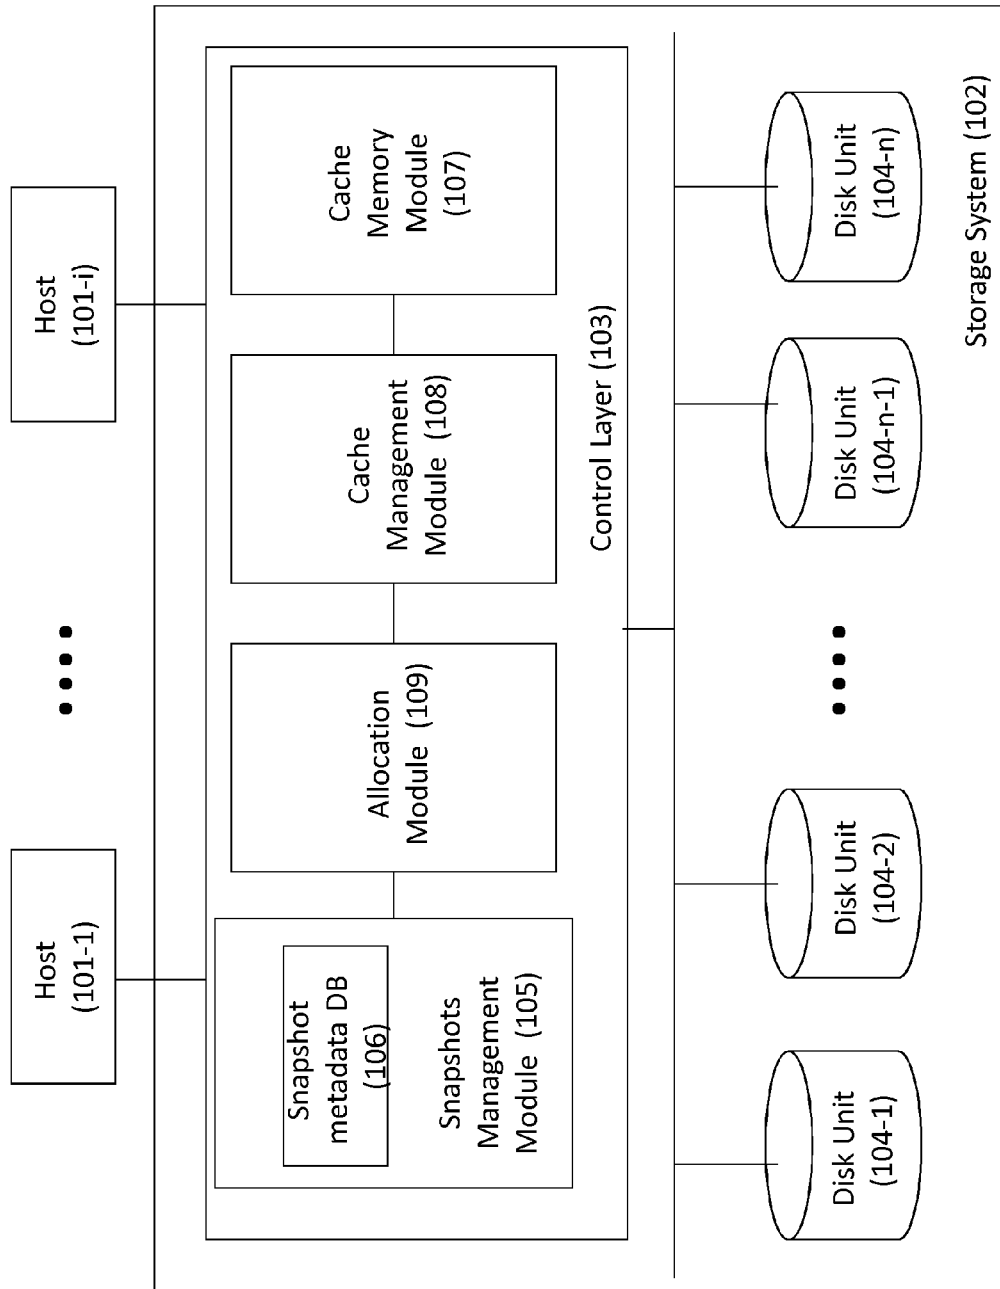 Host
(101-1)
Host
(101-i)
Snapshot
metadata DB
(106)
Snapshots
Management
Module (105)
Allocation
Module (109)
Cache
Management
Module (108)
Cache
Memory
Module
(107)
Control Layer (103)
Disk Unit
(104-1)
Disk Unit
(104-2)
Disk Unit
(104-n-1)
Disk Unit
(104-n)
Storage System (102)